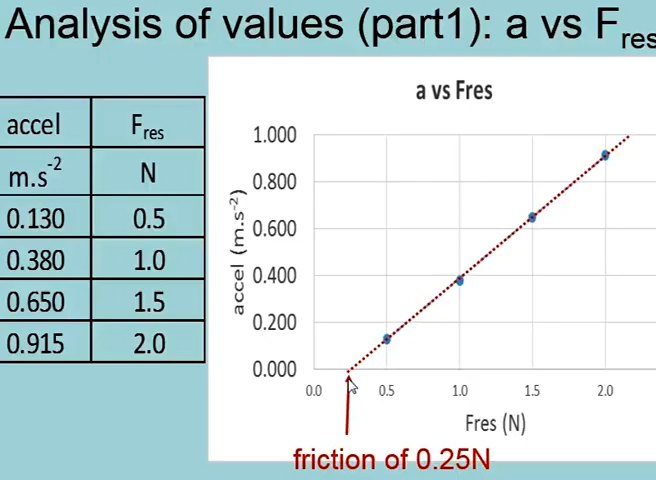 Analysis of values (part1): a vs Fres
accel Fres
m.s-2 N
0.130 0.5
0.380 1.0
0.650 1.5
0.915 2.0
a vs Fres
1.000
0.800
0.600
0.400
0.200
0.000
accel (m.s-2)
0.0 0.5 1.0 1.5 2.0
Fres (N)
friction of 0.25N